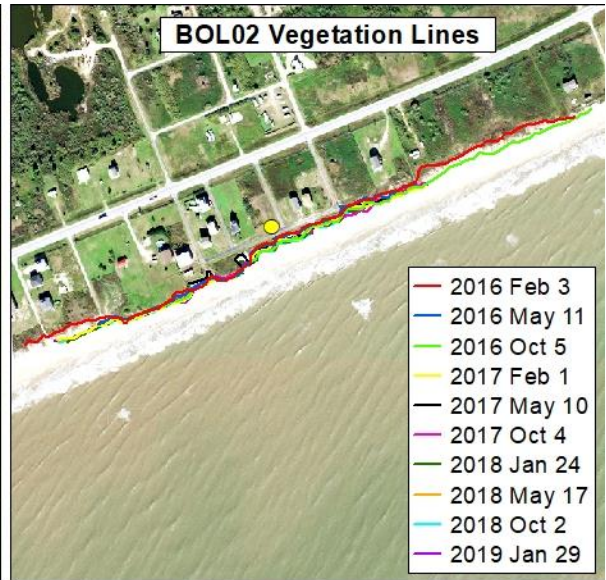 BOL02 Vegetation Lines
2016 Feb 3
2016 May 11
2016 Oct 5
2017 Feb 1
2017 May 10
2017 Oct 4
2018 Jan 24
2018 May 17
2018 Oct 2
2019 Jan 29